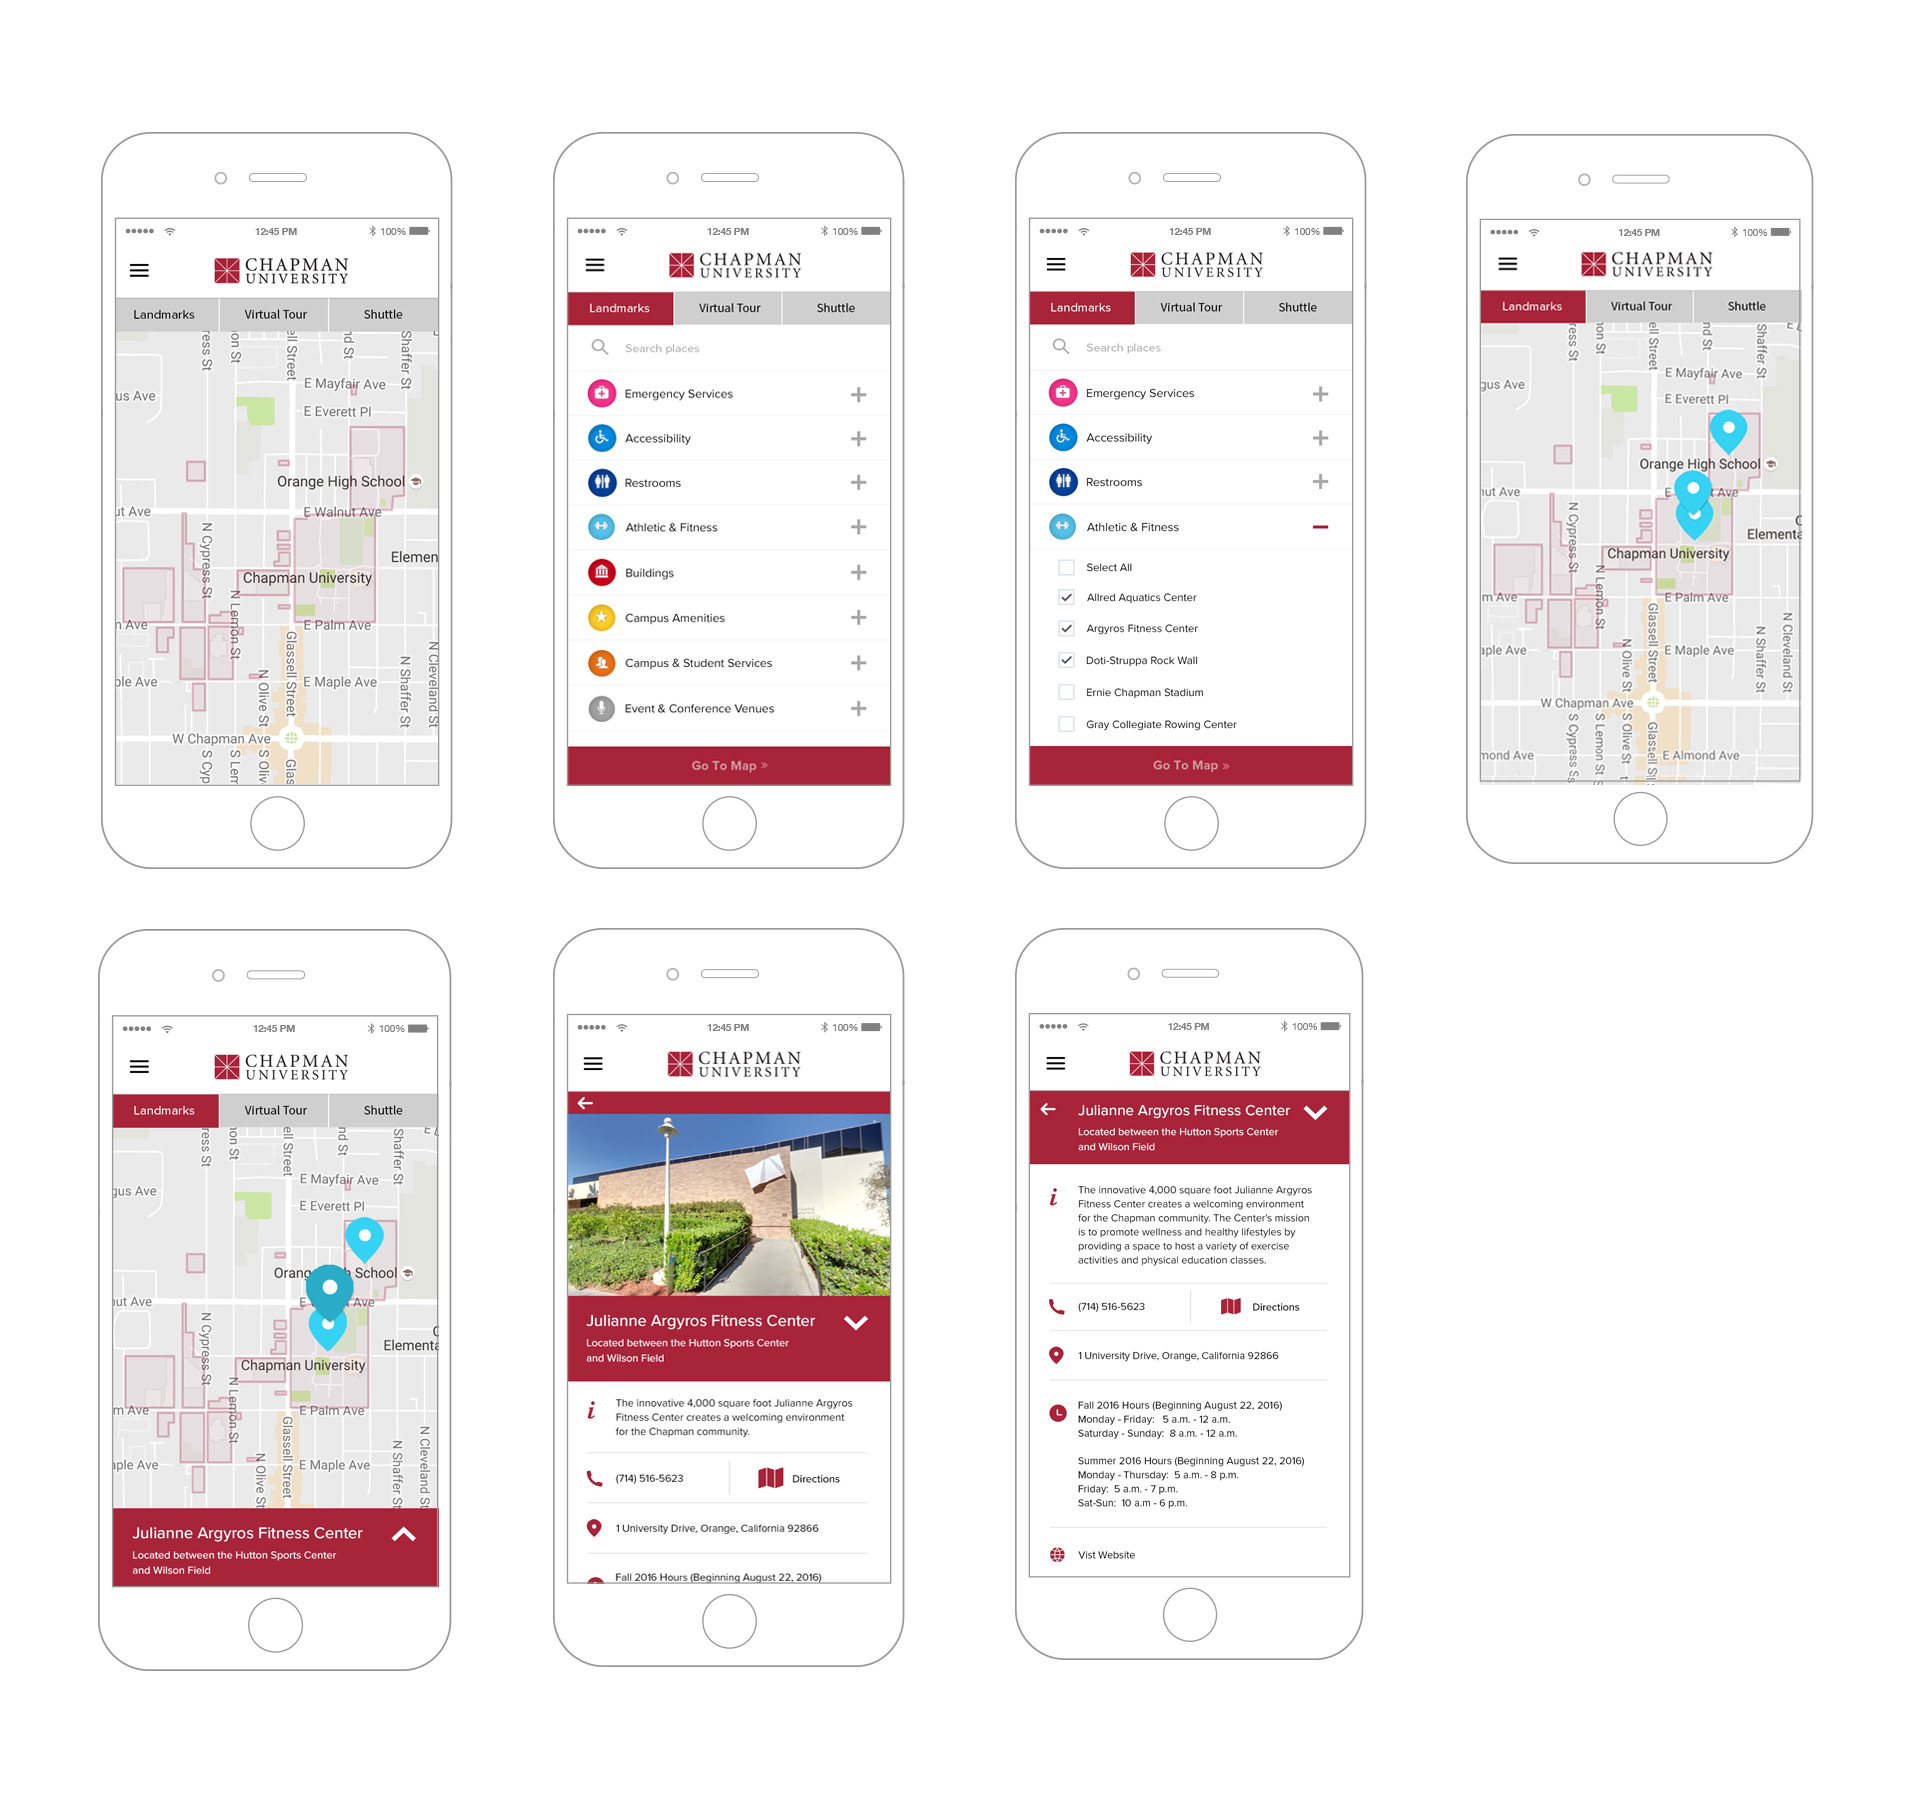 12:45 PM
100%
CHAPMAN
UNIVERSITY
Landmarks
Virtual Tour
Shuttle
ress St
on St
ell Street
nd St
Shaffer St
E Mayfair Ave
us Ave
E Everett Pl
Orange High School
ut Ave
E Walnut Ave
N Cypress St
Elemen
Chapman University
N Lemon St
n Ave
E Palm Ave
Glassell Street
N Olive St
N Shaffer St
N Cleveland St
ple Ave
E Maple Ave
W Chapman Ave
S Cyp
S Lem
S Oliv
Glas
12:45 PM
100%
CHAPMAN
UNIVERSITY
Landmarks
Virtual Tour
Shuttle
Search places
Emergency Services
Accessibility
Restrooms
Athletic & Fitness
Buildings
Campus Amenities
Campus & Student Services
Event & Conference Venues
Go To Map »
12:45 PM
100%
CHAPMAN
UNIVERSITY
Landmarks
Virtual Tour
Shuttle
Search places
Emergency Services
Accessibility
Restrooms
Athletic & Fitness
Select All
Allred Aquatics Center
Argyros Fitness Center
Doti-Struppa Rock Wall
Ernie Chapman Stadium
Gray Collegiate Rowing Center
Go To Map »
12:45 PM
100%
CHAPMAN
UNIVERSITY
Landmarks
Virtual Tour
Shuttle
ress St
on St
ell Street
nd St
Shaffer St
E L
E Mayfair Ave
gus Ave
E Everett Pl
Orange High School
ut Ave
N Cypress St
Elementa
Chapman University
N Lemon St
m Ave
E Palm Ave
Glassell Street
N Olive St
N Shaffer St
N Cleveland St
aple Ave
E Maple Ave
W Chapman Ave
S Cypress S
S Lemon St
S Olive St
mond Ave
E Almond Ave
12:45 PM
100%
CHAPMAN
UNIVERSITY
Landmarks
Virtual Tour
Shuttle
ress St
on St
ell Street
nd St
Shaffer St
E L
E Mayfair Ave
gus Ave
E Everett Pl
School
ut Ave
N Cypress St
Elementa
Chapman University
N Lemon St
m Ave
E Palm Ave
Glassell Street
N Olive St
N Shaffer St
N Cleveland St
aple Ave
E Maple Ave
Julianne Argyros Fitness Center
Located between the Hutton Sports Center
and Wilson Field
12:45 PM
100%
CHAPMAN
UNIVERSITY
Julianne Argyros Fitness Center
Located between the Hutton Sports Center
and Wilson Field
i
The innovative 4,000 square foot Julianne Argyros
Fitness Center creates a welcoming environment
for the Chapman community.
(714) 516-5623
Directions
1 University Drive, Orange, California 92866
Fall 2016 Hours (Beginning August 22, 2016)
12:45 PM
100%
CHAPMAN
UNIVERSITY
Julianne Argyros Fitness Center
Located between the Hutton Sports Center
and Wilson Field
i
The innovative 4,000 square foot Julianne Argyros
Fitness Center creates a welcoming environment
for the Chapman community. The Center's mission
is to promote wellness and healthy lifestyles by
providing a space to host a variety of exercise
activities and physical education classes.
(714) 516-5623
Directions
1 University Drive, Orange, California 92866
Fall 2016 Hours (Beginning August 22, 2016)
Monday - Friday: 5 a.m. - 12 a.m.
Saturday - Sunday: 8 a.m. - 12 a.m.
Summer 2016 Hours (Beginning August 22, 2016)
Monday - Thursday: 5 a.m. - 8 p.m.
Friday: 5 a.m. - 7 p.m.
Sat-Sun: 10 a.m - 6 p.m.
Vist Website